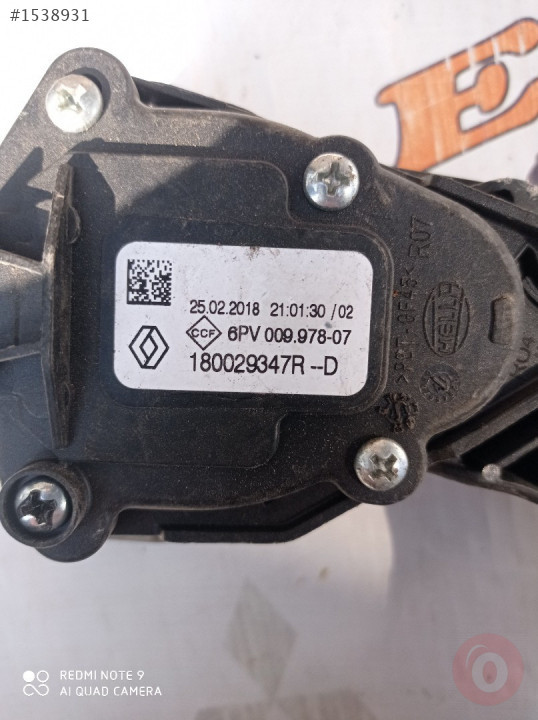 #1538931
25.02.2018 21:01:30 /02
CCF 6PV 009.978-07
180029347R --D
R07
HELLA
REDMI NOTE 9
AI QUAD CAMERA